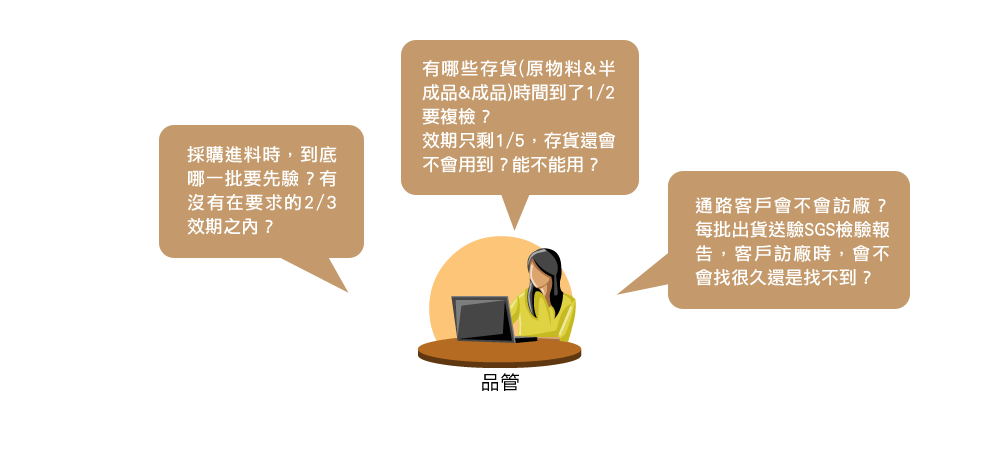 採購進料時，到底
哪一批要先驗？有
沒有在要求的2/3
效期之內？
有哪些存貨(原物料&半
成品&成品)時間到了1/2
要複檢？
效期只剩1/5，存貨還會
不會用到？能不能用？
通路客戶會不會訪廠？
每批出貨送驗SGS檢驗報
告，客戶訪廠時，會不
會找很久還是找不到？
品管